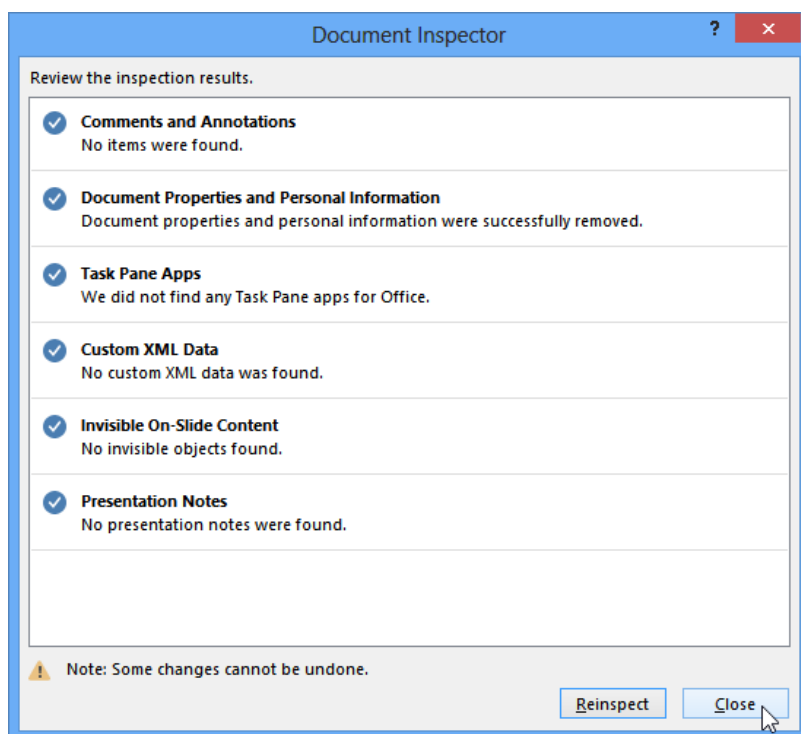 Document Inspector
?
Review the inspection results.
Comments and Annotations
No items were found.
Document Properties and Personal Information
Document properties and personal information were successfully removed.
Task Pane Apps
We did not find any Task Pane apps for Office.
Custom XML Data
No custom XML data was found.
Invisible On-Slide Content
No invisible objects found.
Presentation Notes
No presentation notes were found.
Note: Some changes cannot be undone.
Reinspect Close